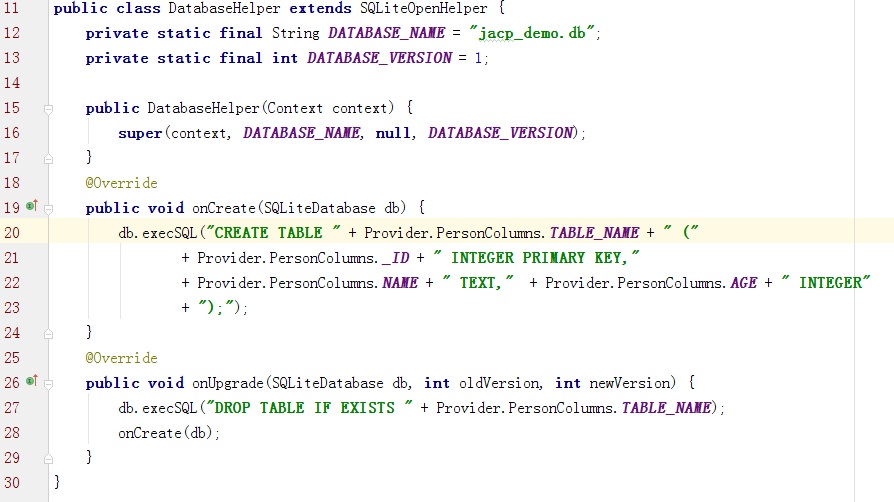 11 public class DatabaseHelper extends SQLiteOpenHelper {
12     private static final String DATABASE_NAME = "jacp_demo.db";
13     private static final int DATABASE_VERSION = 1;
14
15     public DatabaseHelper(Context context) {
16         super(context, DATABASE_NAME, null, DATABASE_VERSION);
17     }
18     @Override
19     public void onCreate(SQLiteDatabase db) {
20         db.execSQL("CREATE TABLE " + Provider.PersonColumns.TABLE_NAME + " ("
21                 + Provider.PersonColumns._ID + " INTEGER PRIMARY KEY,"
22                 + Provider.PersonColumns.NAME + " TEXT,"  + Provider.PersonColumns.AGE + " INTEGER"
23                 + ");");
24     }
25     @Override
26     public void onUpgrade(SQLiteDatabase db, int oldVersion, int newVersion) {
27         db.execSQL("DROP TABLE IF EXISTS " + Provider.PersonColumns.TABLE_NAME);
28         onCreate(db);
29     }
30 }